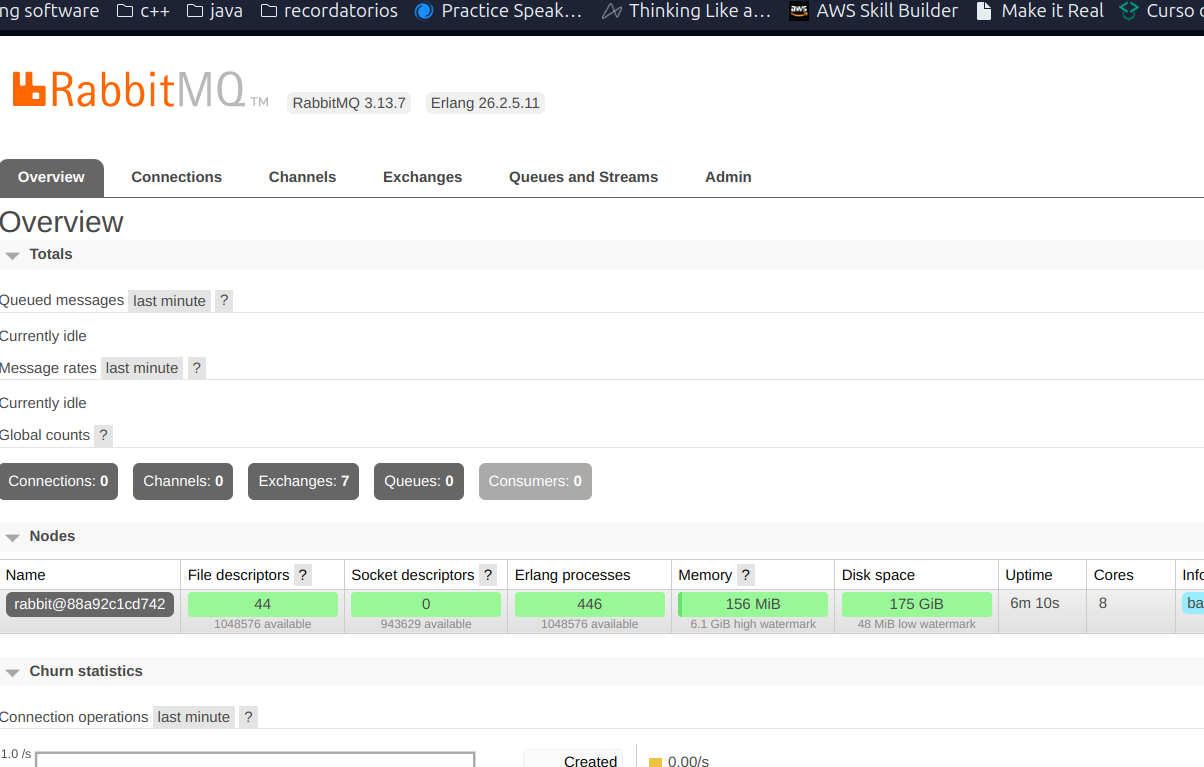 ng software c++ java recordatorios Practice Speak... Thinking Like a... aws AWS Skill Builder Make it Real Curso
RabbitMQ TM RabbitMQ 3.13.7 Erlang 26.2.5.11
Overview Connections Channels Exchanges Queues and Streams Admin
Overview
Totals
Queued messages last minute ?
Currently idle
Message rates last minute ?
Currently idle
Global counts ?
Connections: 0 Channels: 0 Exchanges: 7 Queues: 0 Consumers: 0
Nodes
Name File descriptors ? Socket descriptors ? Erlang processes Memory ? Disk space Uptime Cores Info
rabbit@88a92c1cd742 44 0 446 156 MiB 175 GiB 6m 10s 8 ba
1048576 available 943629 available 1048576 available 6.1 GiB high watermark 48 MiB low watermark
Churn statistics
Connection operations last minute ?
1.0 /s Created 0.00/s